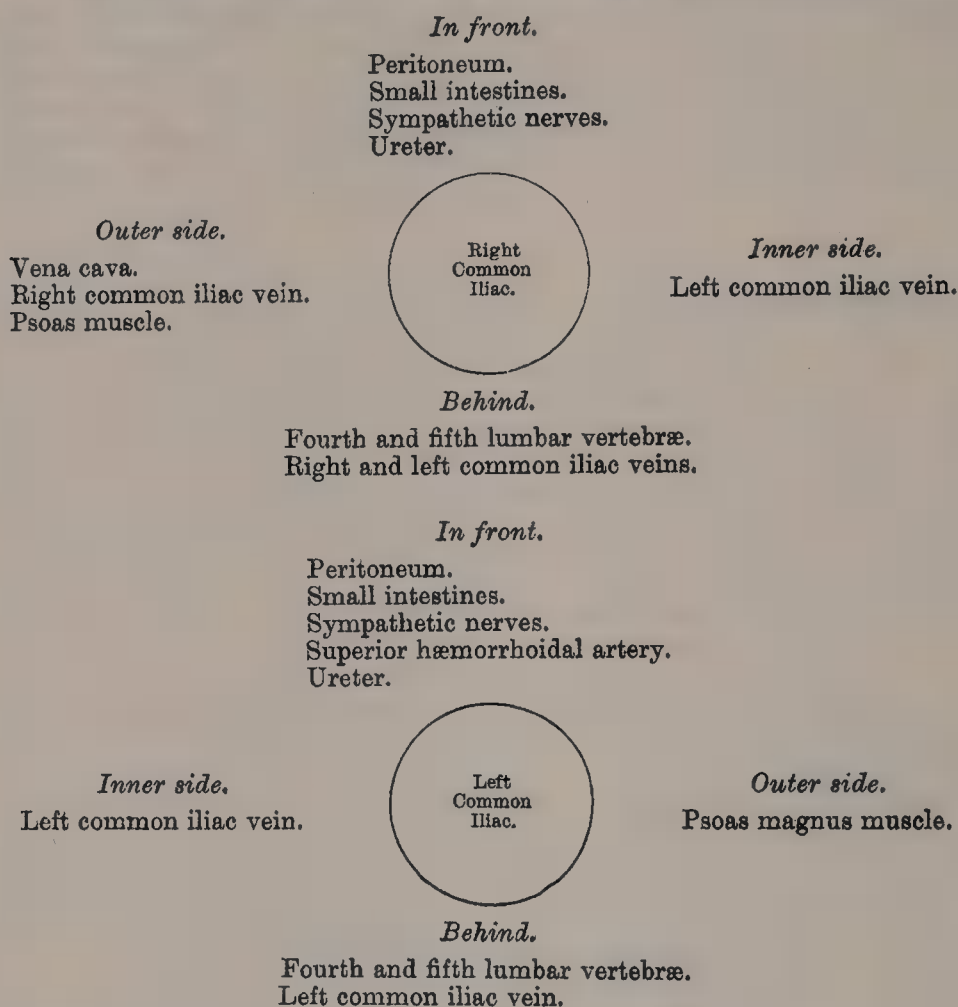 In front.
Peritoneum.
Small intestines.
Sympathetic nerves.
Ureter.
Outer side.
Vena cava.
Right common iliac vein.
Psoas muscle.
Right
Common
Iliac.
Inner side.
Left common iliac vein.
Behind.
Fourth and fifth lumbar vertebræ.
Right and left common iliac veins.
In front.
Peritoneum.
Small intestines.
Sympathetic nerves.
Superior hæmorrhoidal artery.
Ureter.
Inner side.
Left common iliac vein.
Left
Common
Iliac.
Outer side.
Psoas magnus muscle.
Behind.
Fourth and fifth lumbar vertebræ.
Left common iliac vein.